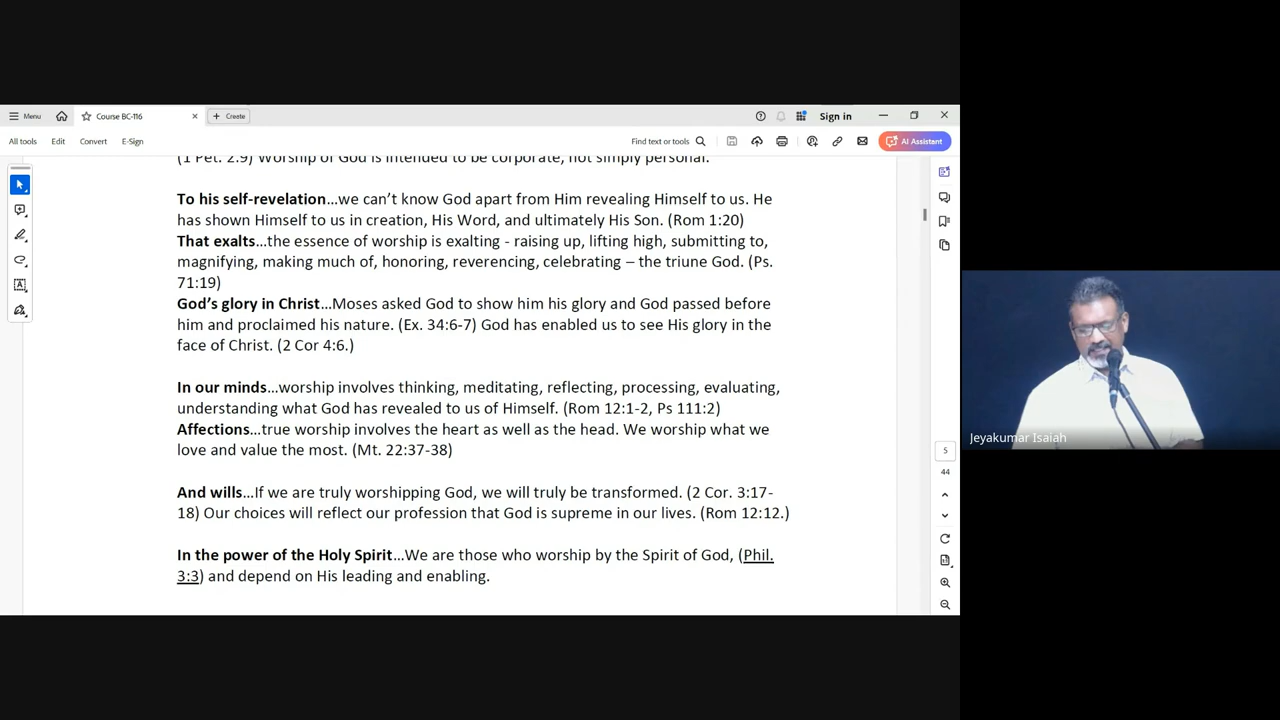 Menu
Course BC-116
Create
Sign in
All tools
Edit
Convert
E-Sign
Find text or tools
AI Assistant
(1 Pet. 2.9) Worship of God is intended to be corporate, not simply personal.
To his self-revelation…we can’t know God apart from Him revealing Himself to us. He
has shown Himself to us in creation, His Word, and ultimately His Son. (Rom 1:20)
That exalts…the essence of worship is exalting - raising up, lifting high, submitting to,
magnifying, making much of, honoring, reverencing, celebrating – the triune God. (Ps.
71:19)
God’s glory in Christ…Moses asked God to show him his glory and God passed before
him and proclaimed his nature. (Ex. 34:6-7) God has enabled us to see His glory in the
face of Christ. (2 Cor 4:6.)
In our minds…worship involves thinking, meditating, reflecting, processing, evaluating,
understanding what God has revealed to us of Himself. (Rom 12:1-2, Ps 111:2)
Affections…true worship involves the heart as well as the head. We worship what we
love and value the most. (Mt. 22:37-38)
And wills…If we are truly worshipping God, we will truly be transformed. (2 Cor. 3:17-
18) Our choices will reflect our profession that God is supreme in our lives. (Rom 12:12.)
In the power of the Holy Spirit…We are those who worship by the Spirit of God, (Phil.
3:3) and depend on His leading and enabling.
5
44
Jeyakumar Isaiah